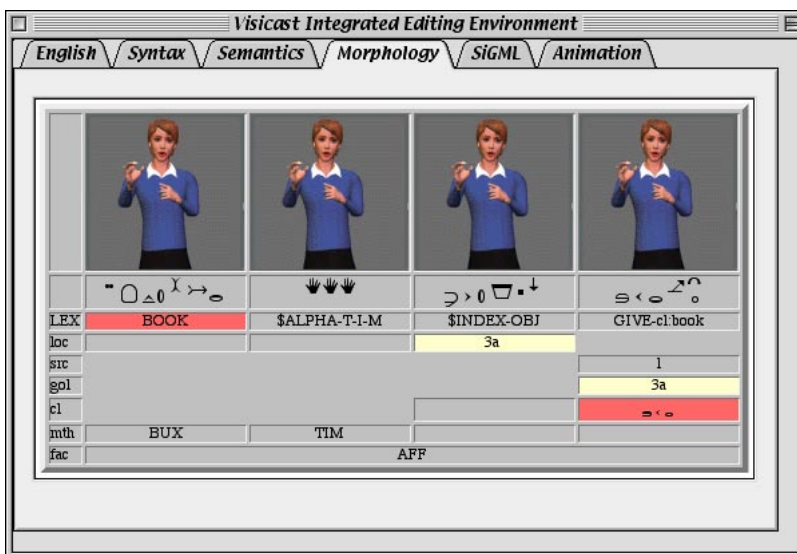 Visicast Integrated Editing Environment
English Syntax Semantics Morphology SiGML Animation
LEX BOOK $ALPHA-T-I-M $INDEX-OBJ GIVE-cl:book
loc 3a
src 1
gol 3a
cl
mth BUX TIM
fac AFF